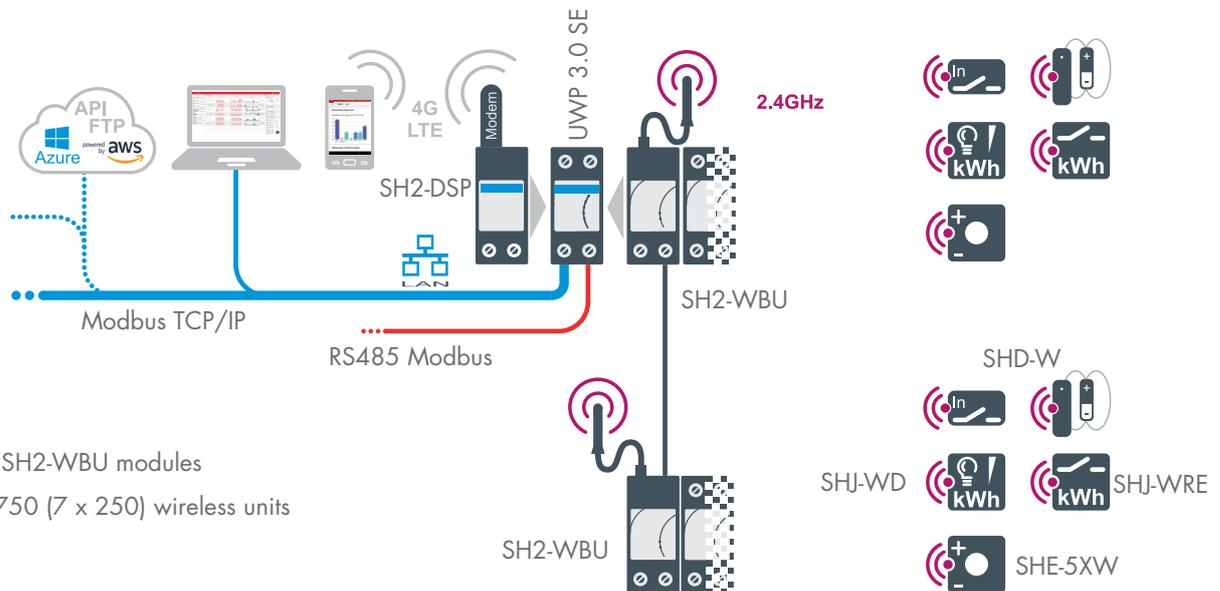 UWP 3.0 SE
API
FTP
Azure
powered by aws
4G
LTE
Modem
2.4GHz
In
kWh
kWh
+
-
SH2-DSP
LAN
SH2-WBU
Modbus TCP/IP
RS485 Modbus
SHD-W
In
SH2-WBU modules
750 (7 x 250) wireless units
SHJ-WD
kWh
kWh
SHJ-WRE
SH2-WBU
+
-
SHE-5XW